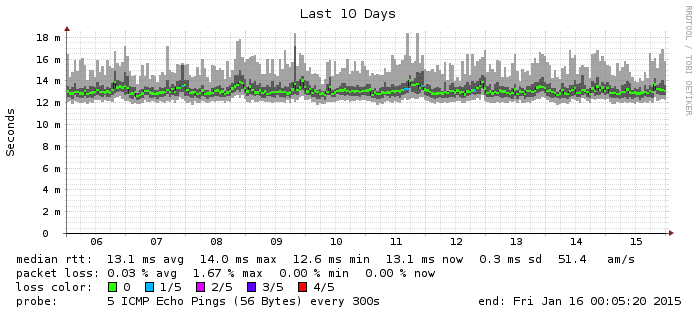 Last 10 Days
RRDTOOL / TOBI OETIKER
Seconds
18 m
16 m
14 m
12 m
10 m
8 m
6 m
4 m
2 m
0
06 07 08 09 10 11 12 13 14 15
median rtt: 13.1 ms avg 14.0 ms max 12.6 ms min 13.1 ms now 0.3 ms sd 51.4 am/s
packet loss: 0.03 % avg 1.67 % max 0.00 % min 0.00 % now
loss color: 0 1/5 2/5 3/5 4/5
probe: 5 ICMP Echo Pings (56 Bytes) every 300s end: Fri Jan 16 00:05:20 2015